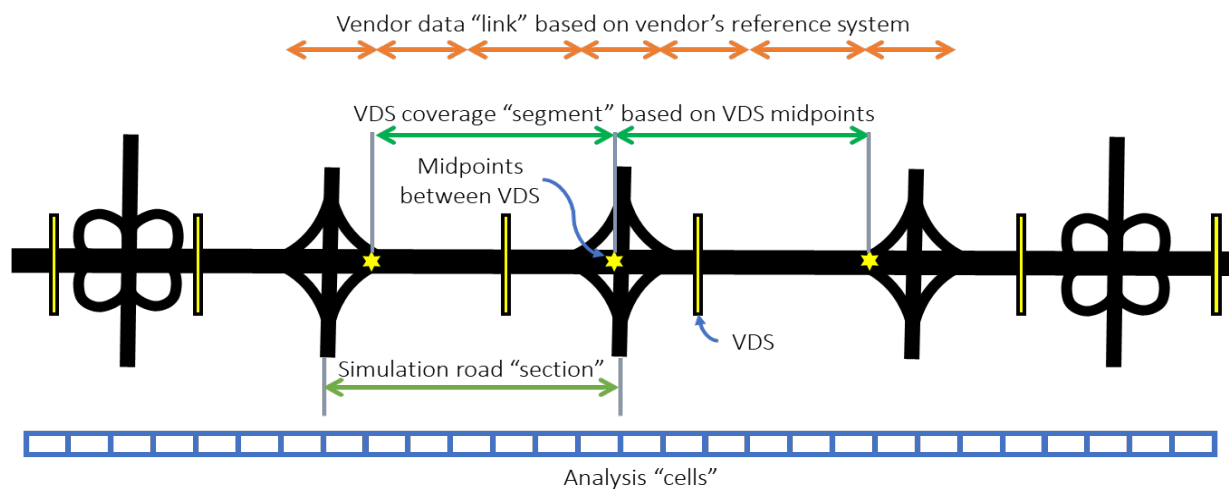 Vendor data “link” based on vendor’s reference system
VDS coverage “segment” based on VDS midpoints
Midpoints
between VDS
VDS
Simulation road “section”
Analysis “cells”